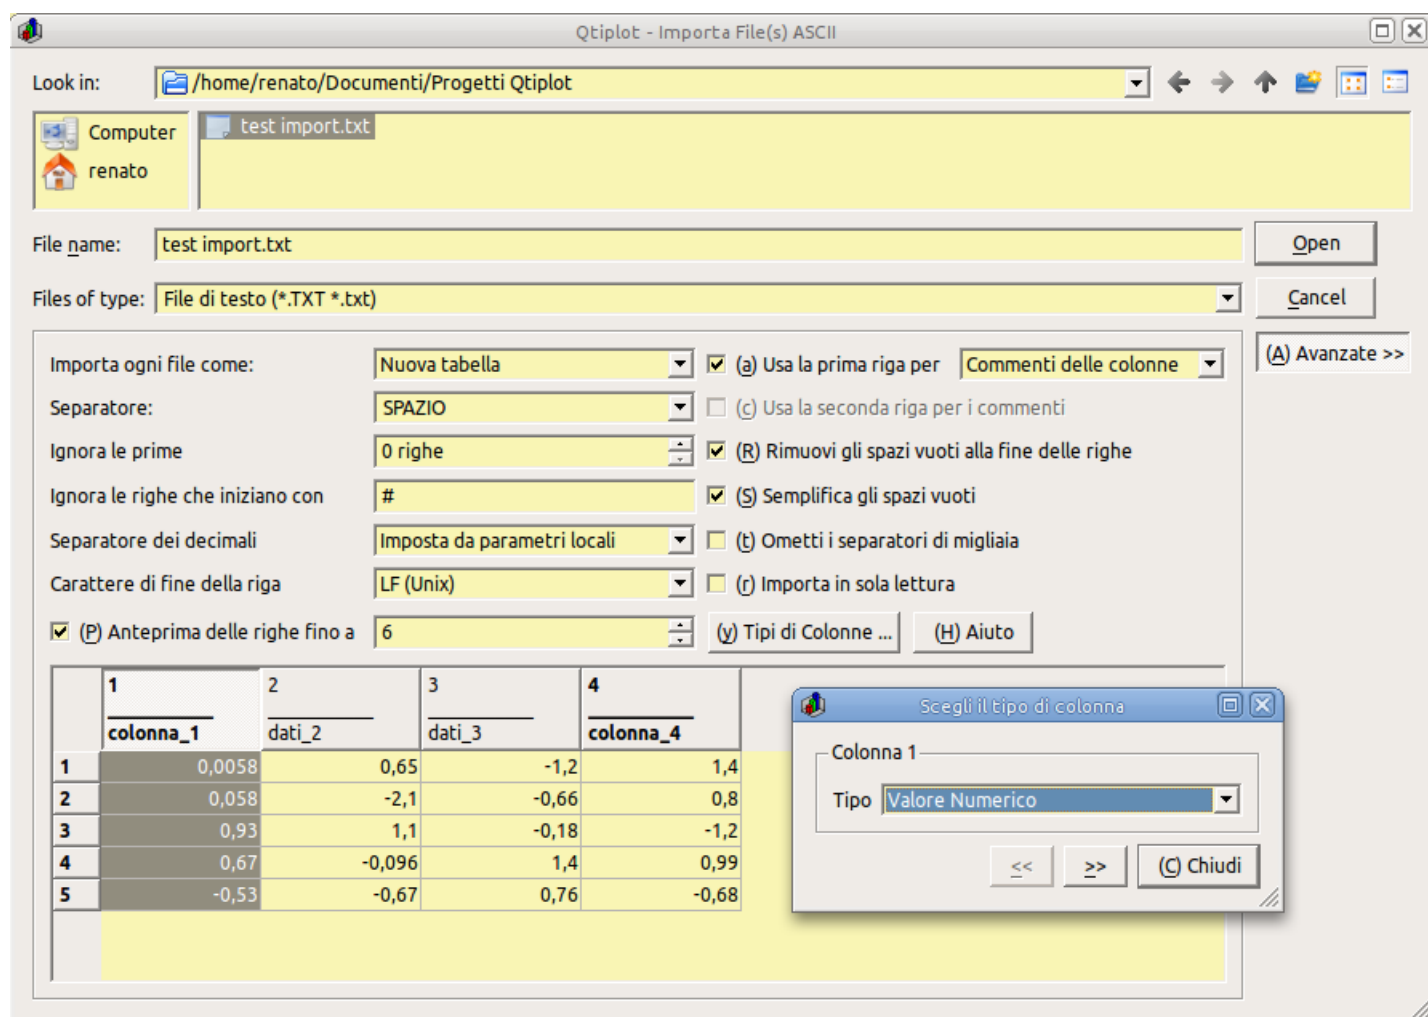 Qtiplot - Importa File(s) ASCII
Look in: /home/renato/Documenti/Progetti Qtiplot
Computer
renato
test import.txt
File name: test import.txt Open
Files of type: File di testo (*.TXT *.txt) Cancel
Importa ogni file come: Nuova tabella (a) Usa la prima riga per Commenti delle colonne (A) Avanzate >>
Separatore: SPAZIO (c) Usa la seconda riga per i commenti
Ignora le prime 0 righe (R) Rimuovi gli spazi vuoti alla fine delle righe
Ignora le righe che iniziano con # (S) Semplifica gli spazi vuoti
Separatore dei decimali Imposta da parametri locali (t) Ometti i separatori di migliaia
Carattere di fine della riga LF (Unix) (r) Importa in sola lettura
(P) Anteprima delle righe fino a 6 (y) Tipi di Colonne ... (H) Aiuto
1 2 3 4
colonna_1 dati_2 dati_3 colonna_4
1 0,0058 0,65 -1,2 1,4
2 0,058 -2,1 -0,66 0,8
3 0,93 1,1 -0,18 -1,2
4 0,67 -0,096 1,4 0,99
5 -0,53 -0,67 0,76 -0,68
Scegli il tipo di colonna
Colonna 1
Tipo Valore Numerico
<< >> (C) Chiudi